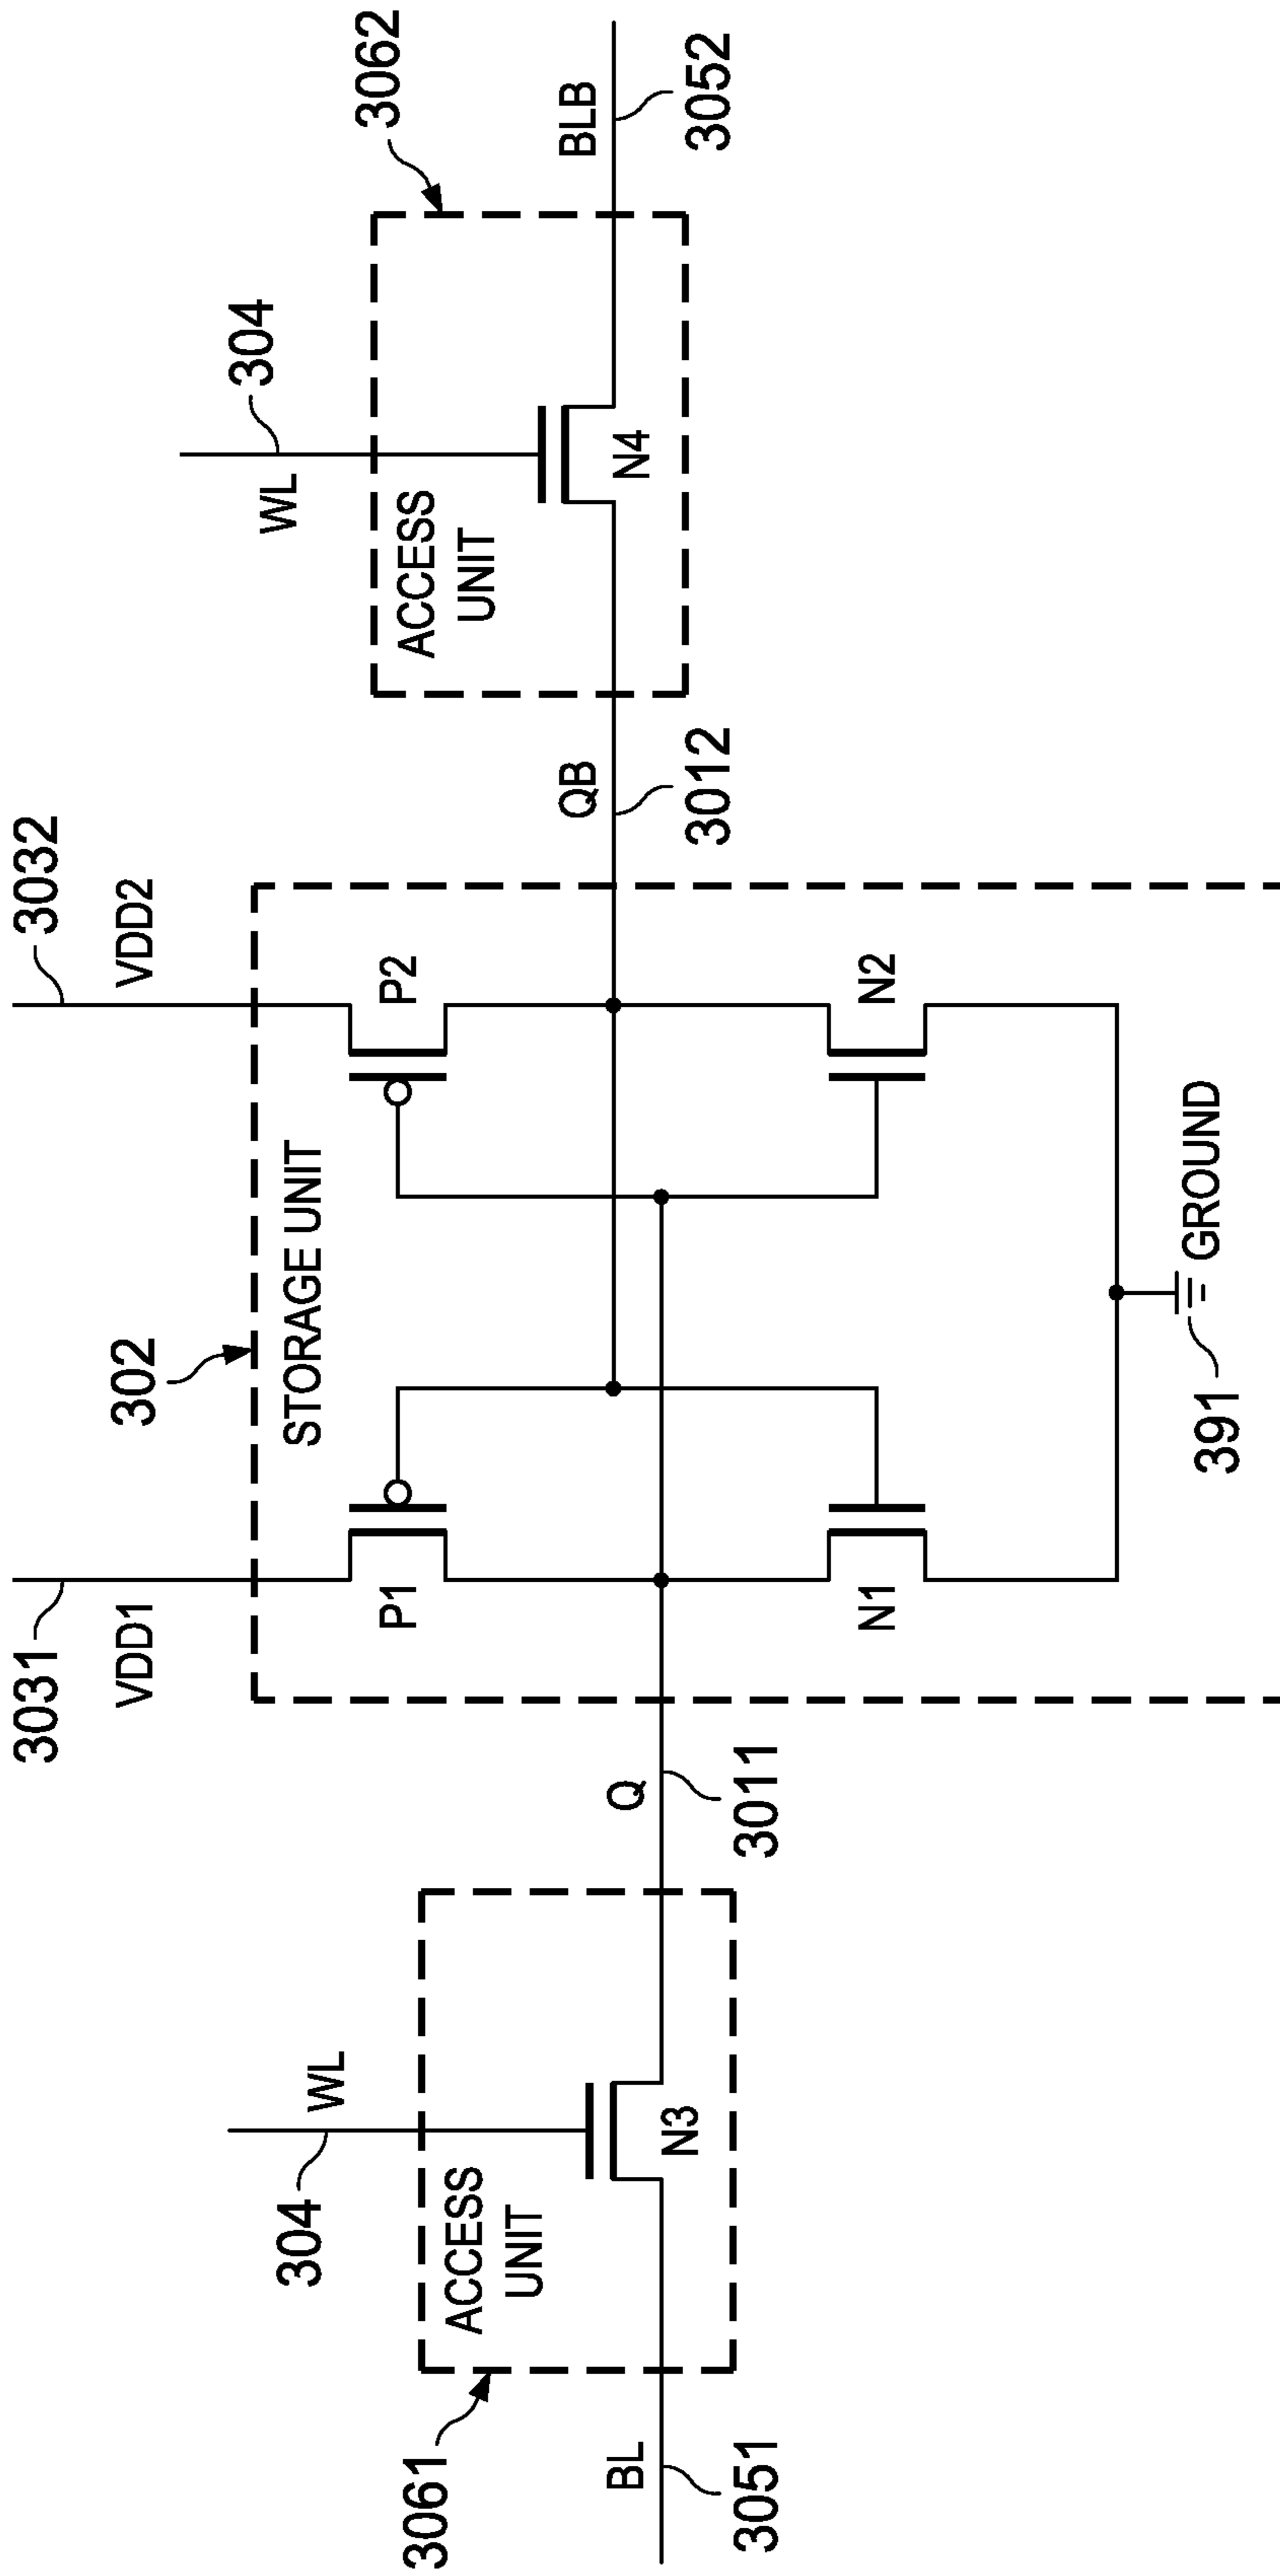 3031
VDD1
3032
VDD2
302
STORAGE UNIT
304
WL
304
WL
3061
ACCESS
UNIT
3062
ACCESS
UNIT
P1
P2
BL
3051
N3
Q
3011
QB
3012
N4
BLB
3052
N1
N2
391
GROUND